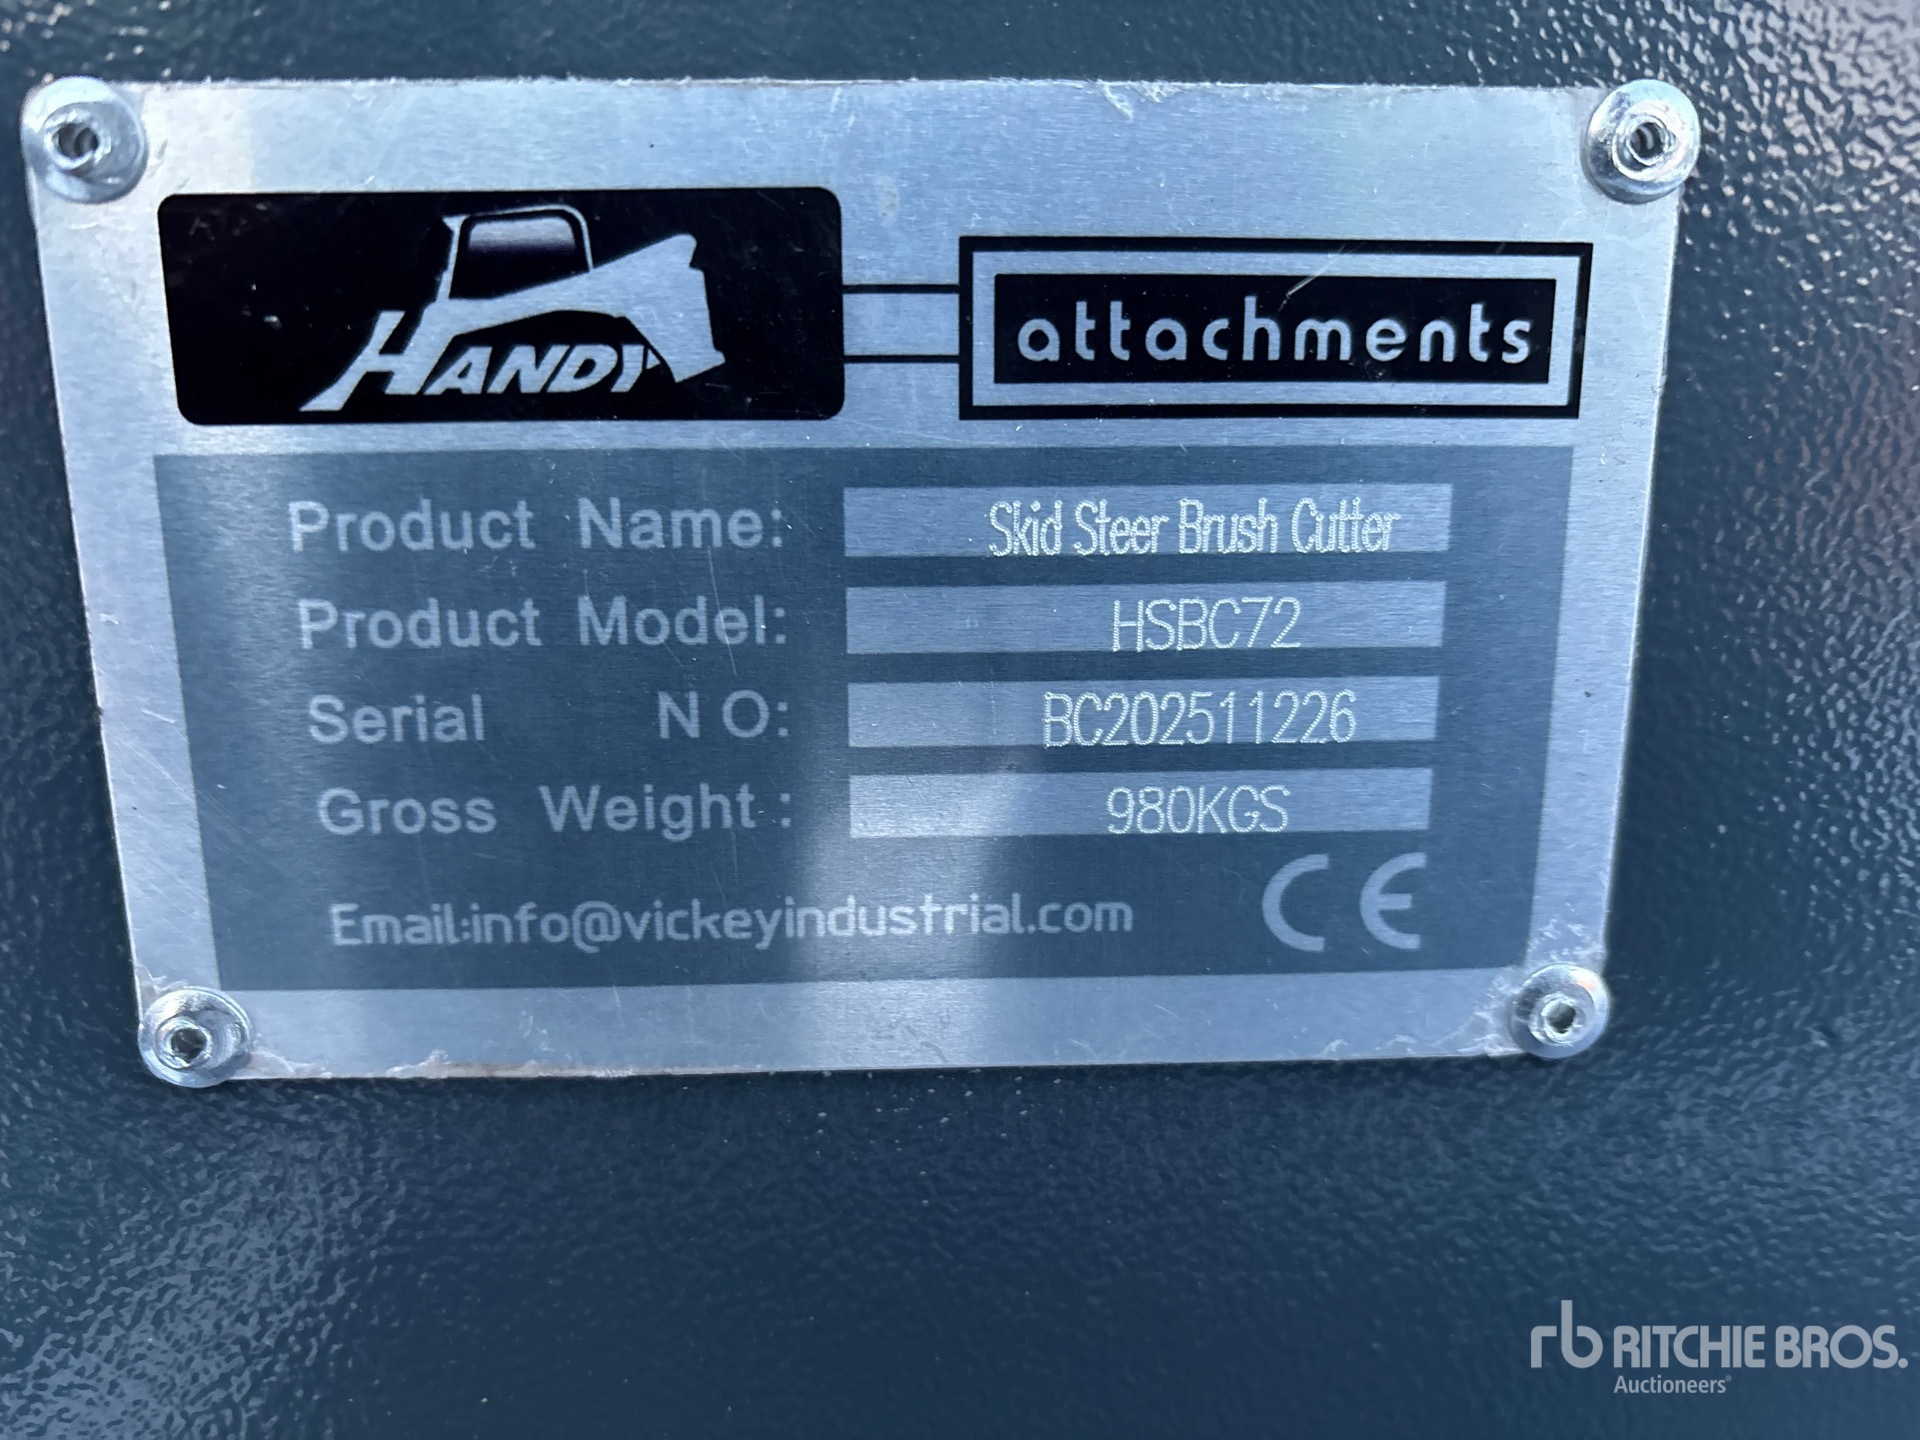 HANDY attachments
Product Name: Skid Steer Brush Cutter
Product Model: HSBC72
Serial NO: BC202511226
Gross Weight: 980KGS
Email:info@vickeyindustrial.com CE
rb RITCHIE BROS.
Auctioneers